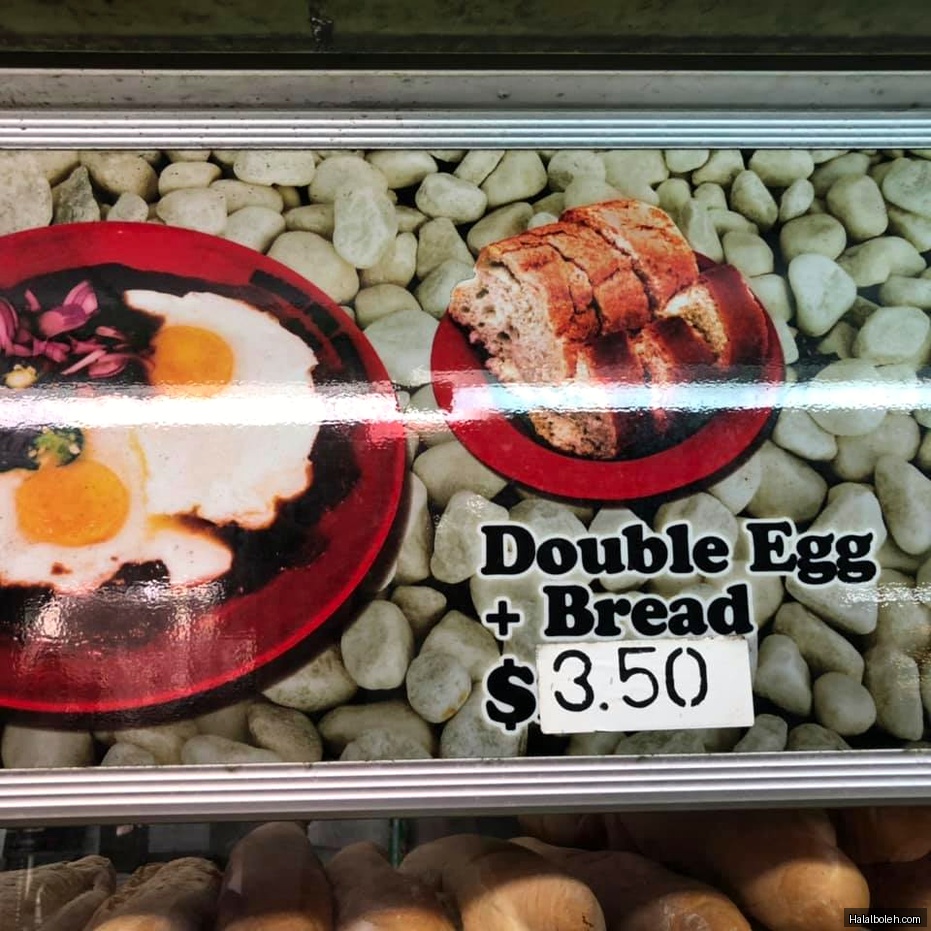 Double Egg
+ Bread
$3.50
Halalboleh.com